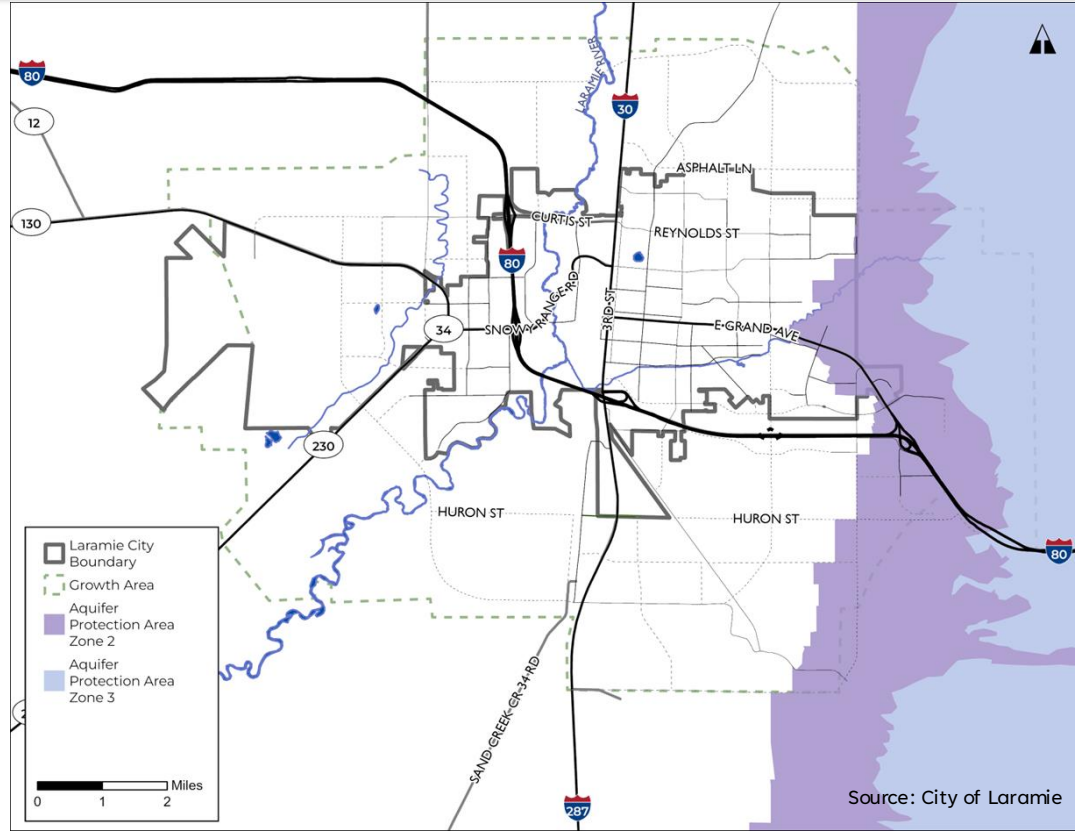 80
12
130
LARAMIE RIVER
30
ASPHALT LN
CURTIS ST
REYNOLDS ST
80
SNOWY RANGE RD
3RD ST
34
E GRAND AVE
230
HURON ST
HURON ST
80
SAND CREEK-CR-34 RD
287
Laramie City
Boundary
Growth Area
Aquifer
Protection Area
Zone 2
Aquifer
Protection Area
Zone 3
Miles
0 1 2
Source: City of Laramie